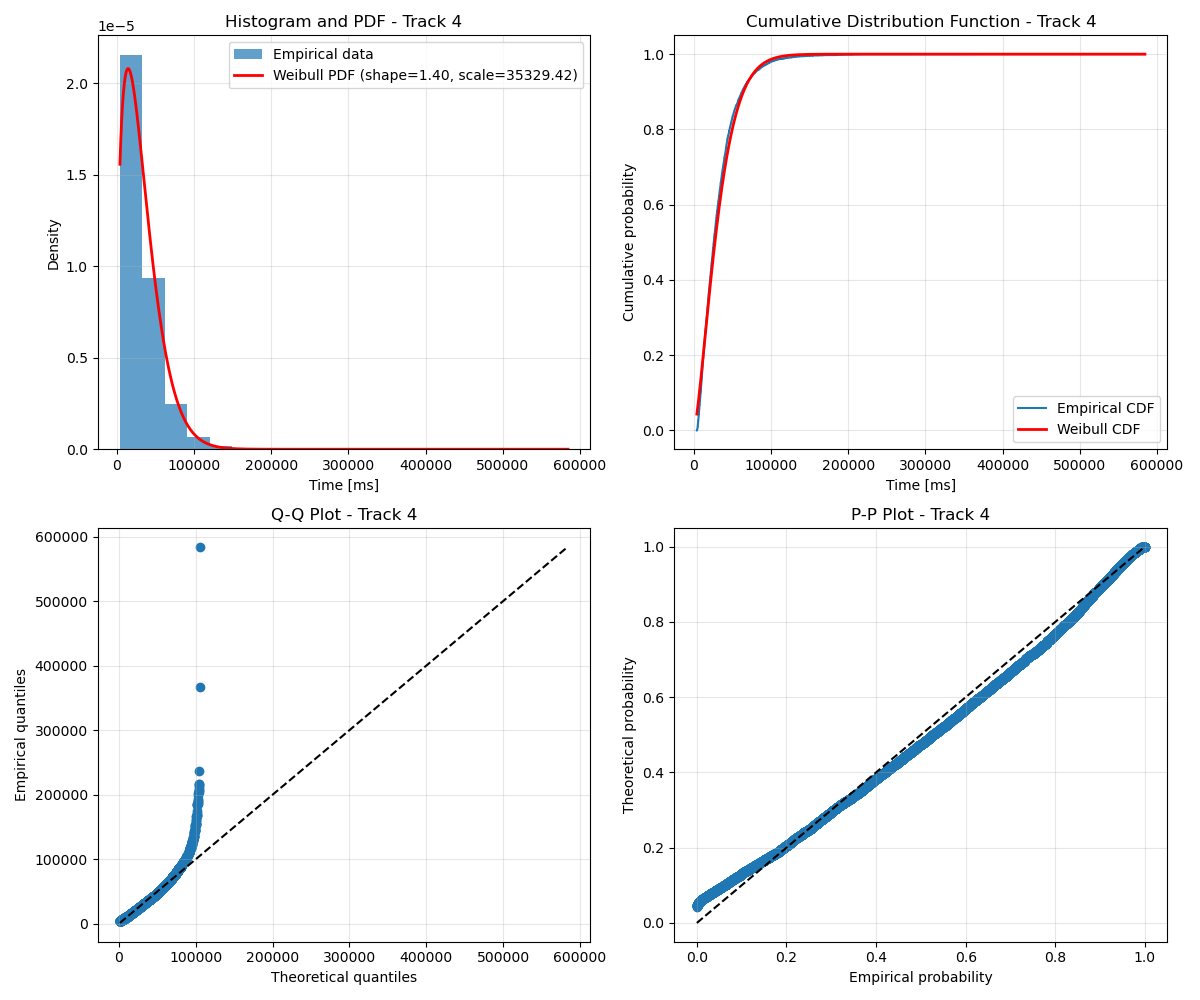 Histogram and PDF - Track 4
1e−5
Empirical data
Weibull PDF (shape=1.40, scale=35329.42)
2.0
1.5
1.0
0.5
0.0
Density
0 100000 200000 300000 400000 500000 600000
Time [ms]
Cumulative Distribution Function - Track 4
1.0
0.8
0.6
0.4
0.2
0.0
Cumulative probability
Empirical CDF
Weibull CDF
0 100000 200000 300000 400000 500000 600000
Time [ms]
Q-Q Plot - Track 4
600000
500000
400000
300000
200000
100000
0
Empirical quantiles
0 100000 200000 300000 400000 500000 600000
Theoretical quantiles
P-P Plot - Track 4
1.0
0.8
0.6
0.4
0.2
0.0
Theoretical probability
0.0 0.2 0.4 0.6 0.8 1.0
Empirical probability